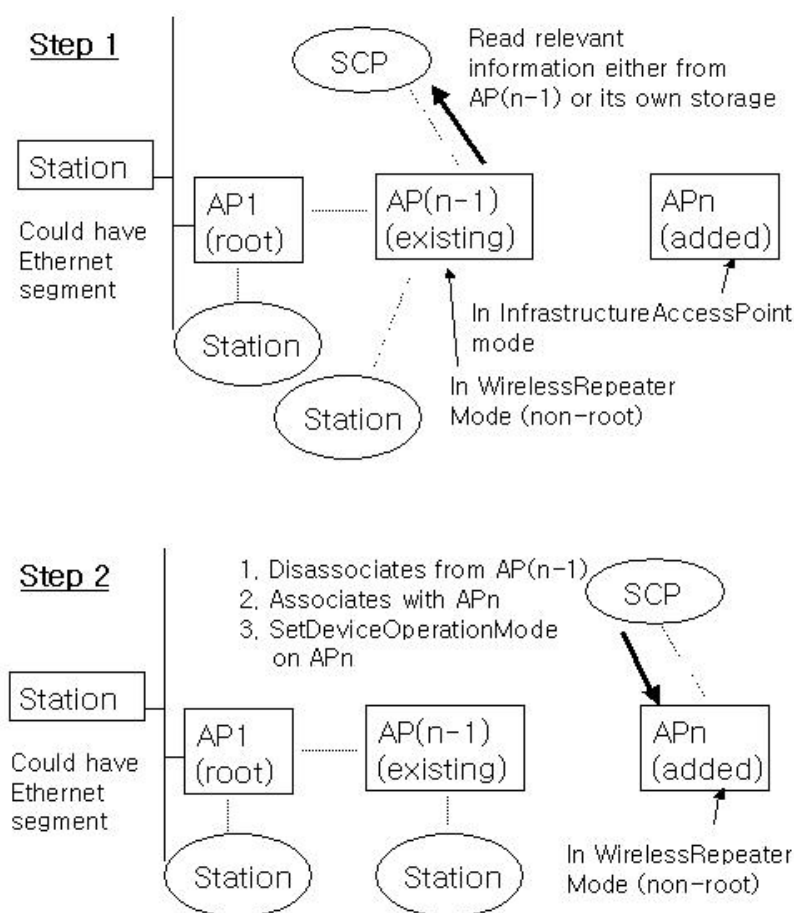 Step 1
SCP
Read relevant
information either from
AP(n-1) or its own storage
Station
Could have
Ethernet
segment
AP1
(root)
AP(n-1)
(existing)
APn
(added)
Station
Station
In InfrastructureAccessPoint
mode
In WirelessRepeater
Mode (non-root)
Step 2
1. Disassociates from AP(n-1)
2. Associates with APn
3. SetDeviceOperationMode
on APn
SCP
Station
Could have
Ethernet
segment
AP1
(root)
AP(n-1)
(existing)
APn
(added)
Station
Station
In WirelessRepeater
Mode (non-root)